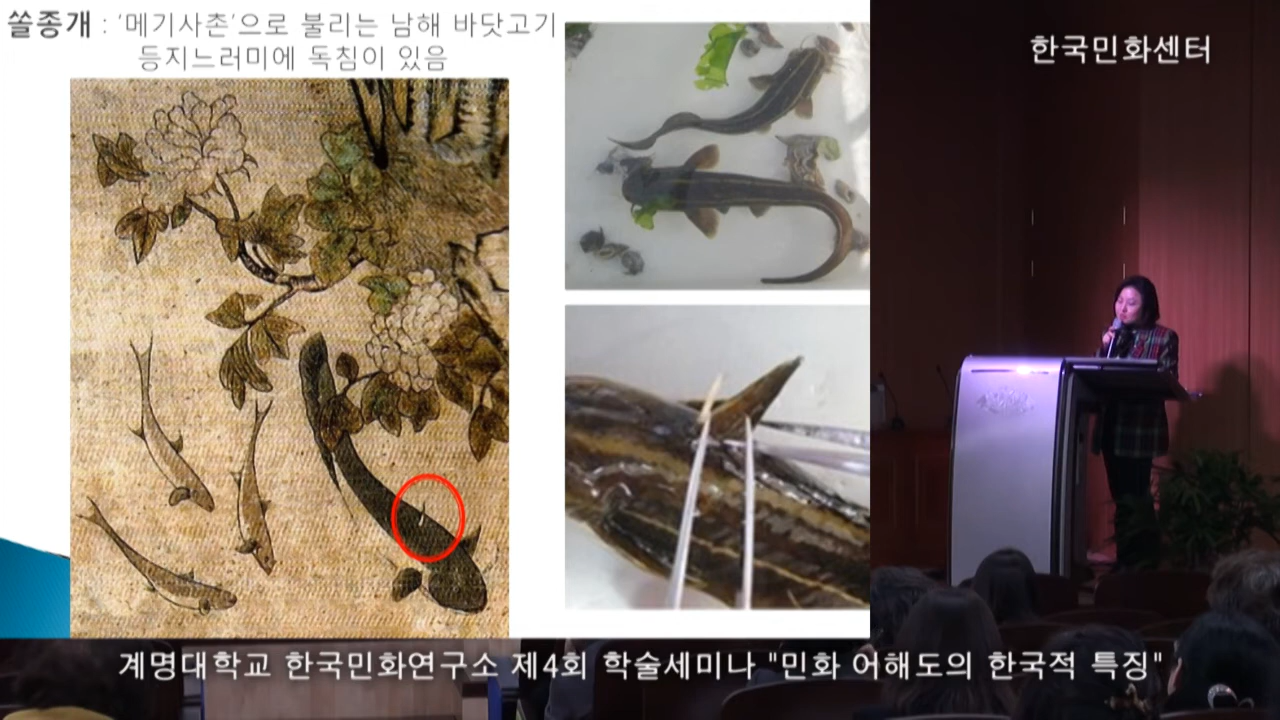 쏠종개 : '메기사촌'으로 불리는 남해 바닷고기
등지느러미에 독침이 있음
한국민화센터
계명대학교 한국민화연구소 제4회 학술세미나 "민화 어해도의 한국적 특징"